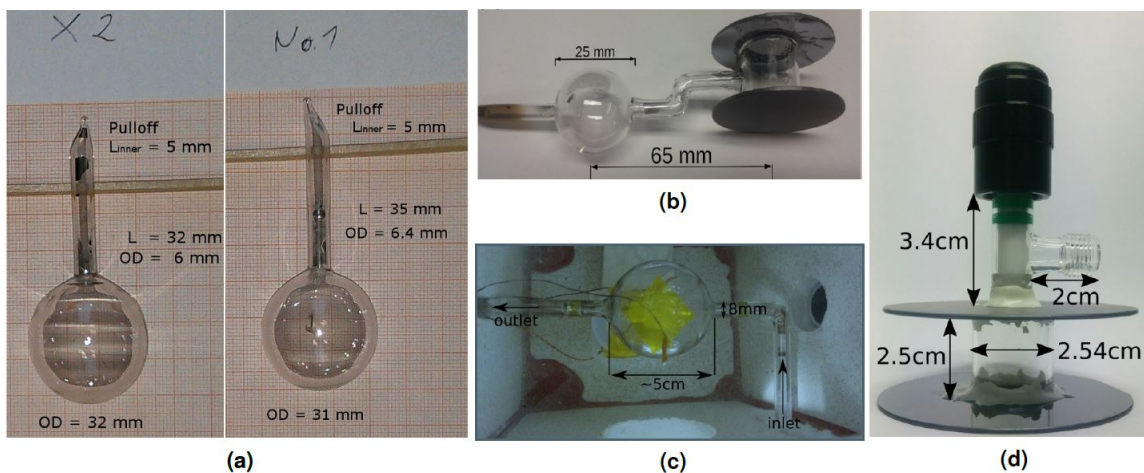 X 2
Pulloff
Linner = 5 mm
L = 32 mm
OD = 6 mm
OD = 32 mm
No. 1
Pulloff
Linner = 5 mm
L = 35 mm
OD = 6.4 mm
OD = 31 mm
(a)
25 mm
65 mm
(b)
outlet
8mm
~5cm
inlet
(c)
3.4cm
2cm
2.5cm
2.54cm
(d)